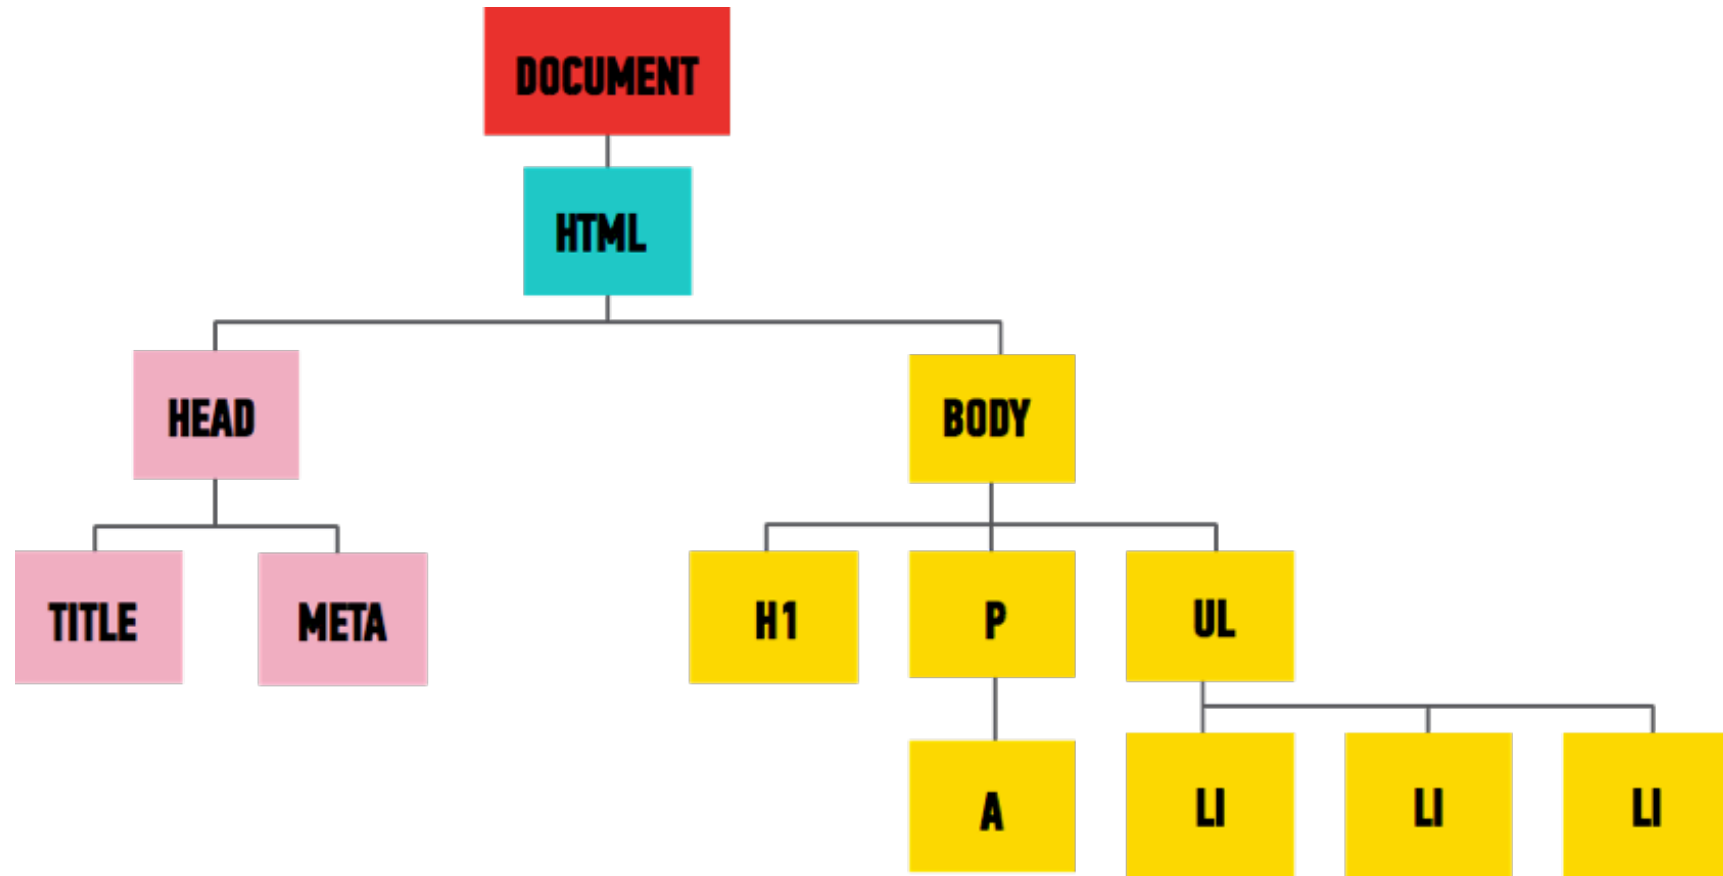 DOCUMENT
HTML
HEAD
BODY
TITLE
META
H1
P
UL
A
LI
LI
LI